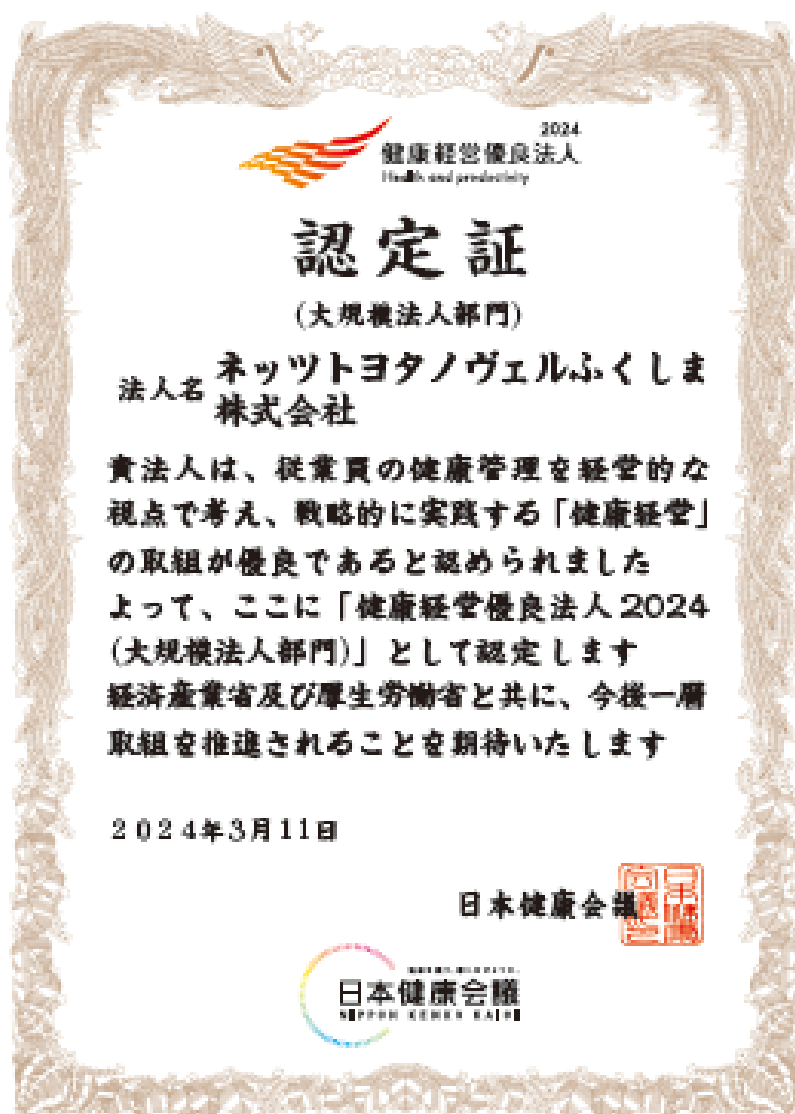 2024
健康経営優良法人
Health and productivity
認定証
(大規模法人部門)
法人名 ネッツトヨタノヴェルふくしま
株式会社
貴法人は、従業員の健康管理を経営的な
視点で考え、戦略的に実践する「健康経営」
の取組が優良であると認められました
よって、ここに「健康経営優良法人2024
(大規模法人部門)」として認定します
経済産業省及び厚生労働省と共に、今後一層
取組を推進されることを期待いたします
2024年3月11日
日本健康会議
日本健康会議
NIPPON KENKO KAIGI